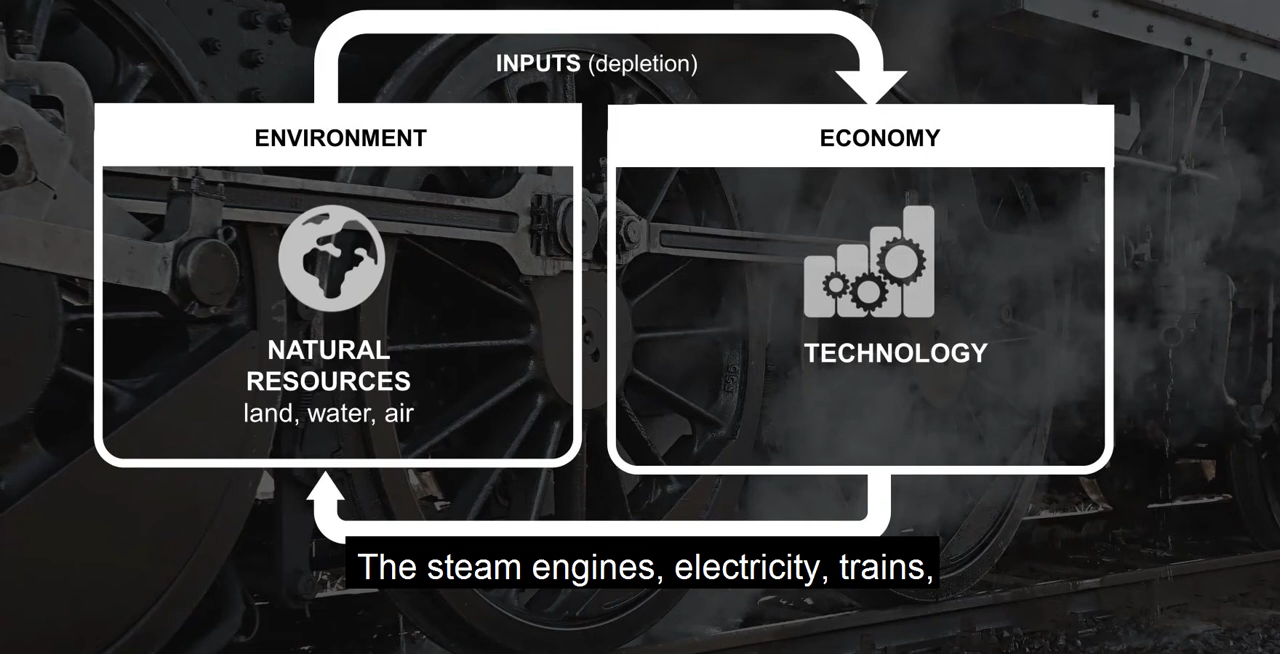 INPUTS (depletion)
ENVIRONMENT
ECONOMY
NATURAL
RESOURCES
land, water, air
TECHNOLOGY
The steam engines, electricity, trains,